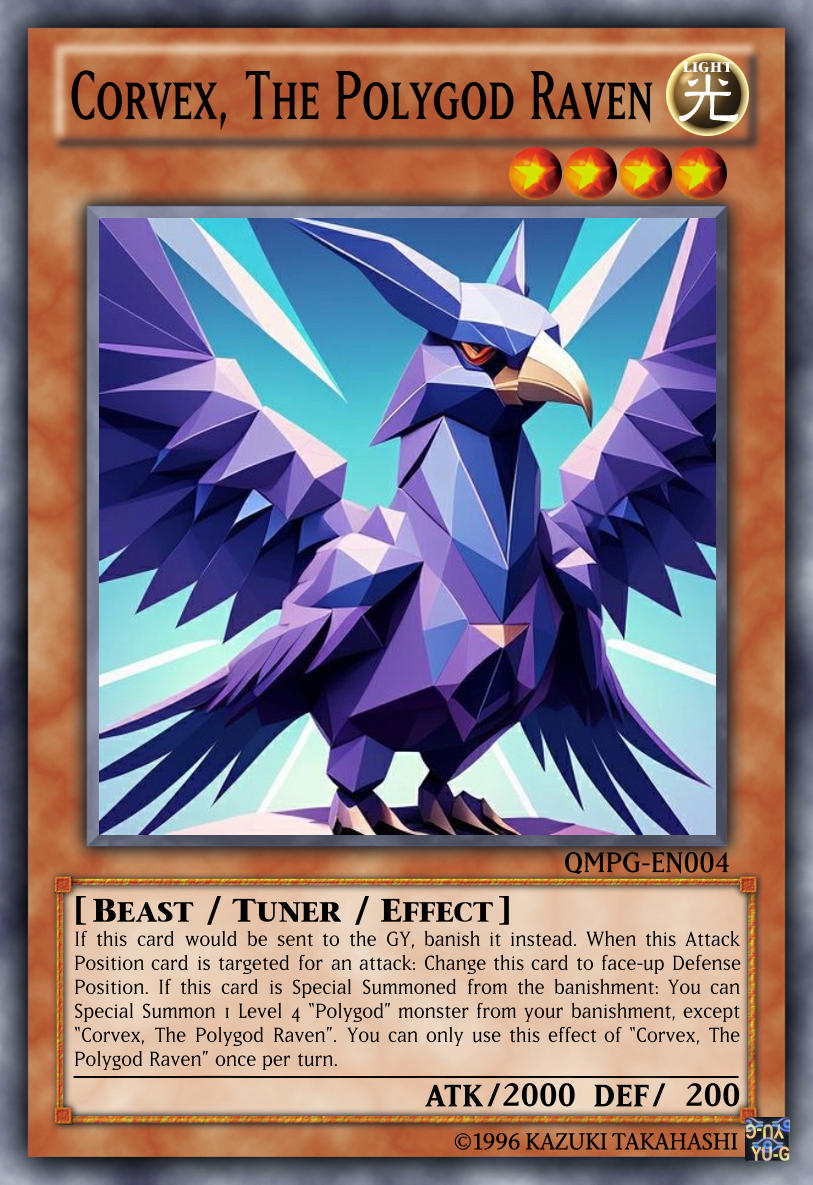 Corvex, The Polygod Raven
LIGHT
光
QMPG-EN004
[ Beast / Tuner / Effect ]
If this card would be sent to the GY, banish it instead. When this Attack
Position card is targeted for an attack: Change this card to face-up Defense
Position. If this card is Special Summoned from the banishment: You can
Special Summon 1 Level 4 “Polygod” monster from your banishment, except
“Corvex, The Polygod Raven”. You can only use this effect of “Corvex, The
Polygod Raven” once per turn.
ATK/2000 DEF/ 200
©1996 KAZUKI TAKAHASHI
YU-G
YU-G